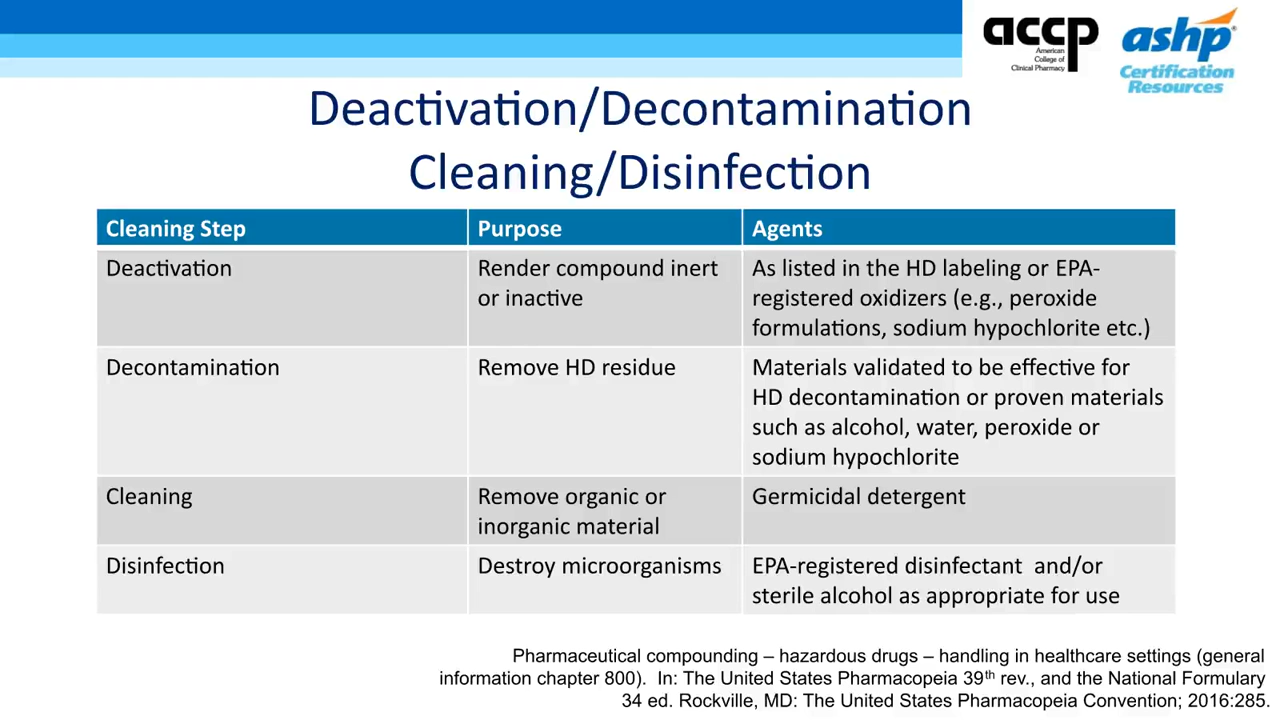 accp
American
College of
Clinical Pharmacy
ashp®
Certification
Resources
Deactivation/Decontamination
Cleaning/Disinfection
Cleaning Step
Purpose
Agents
Deactivation
Render compound inert
or inactive
As listed in the HD labeling or EPA-
registered oxidizers (e.g., peroxide
formulations, sodium hypochlorite etc.)
Decontamination
Remove HD residue
Materials validated to be effective for
HD decontamination or proven materials
such as alcohol, water, peroxide or
sodium hypochlorite
Cleaning
Remove organic or
inorganic material
Germicidal detergent
Disinfection
Destroy microorganisms
EPA-registered disinfectant and/or
sterile alcohol as appropriate for use
Pharmaceutical compounding – hazardous drugs – handling in healthcare settings (general
information chapter 800). In: The United States Pharmacopeia 39th rev., and the National Formulary
34 ed. Rockville, MD: The United States Pharmacopeia Convention; 2016:285.